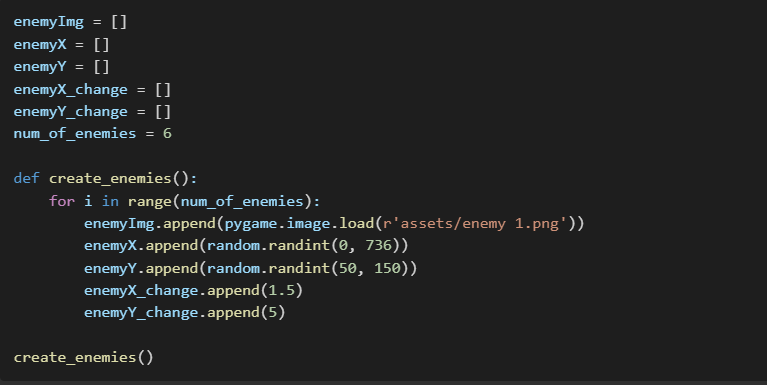 enemyImg = []
enemyX = []
enemyY = []
enemyX_change = []
enemyY_change = []
num_of_enemies = 6

def create_enemies():
    for i in range(num_of_enemies):
        enemyImg.append(pygame.image.load(r'assets/enemy 1.png'))
        enemyX.append(random.randint(0, 736))
        enemyY.append(random.randint(50, 150))
        enemyX_change.append(1.5)
        enemyY_change.append(5)

create_enemies()